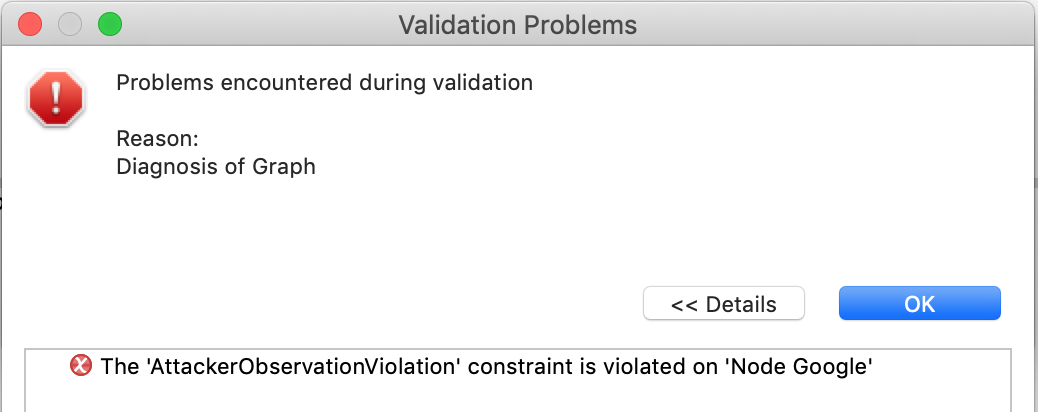 Validation Problems
Problems encountered during validation
Reason:
Diagnosis of Graph
<< Details
OK
The 'AttackerObservationViolation' constraint is violated on 'Node Google'